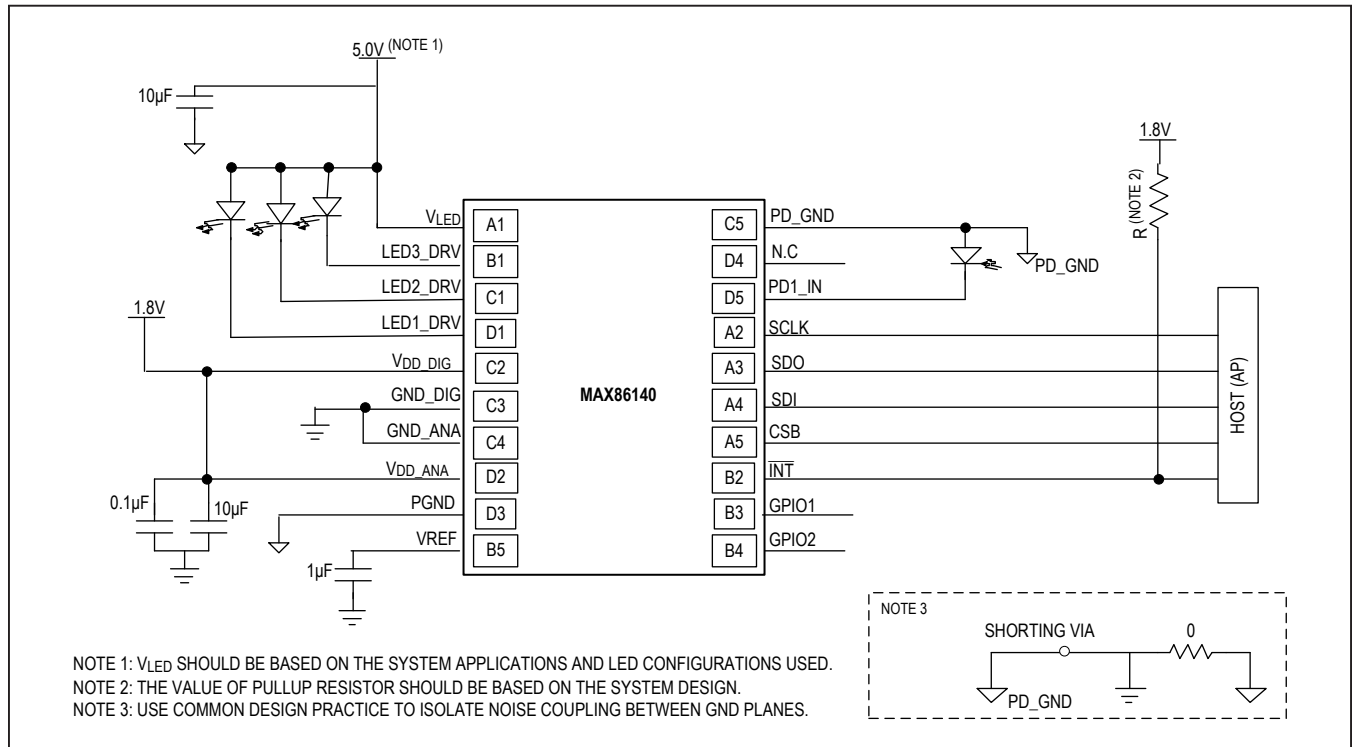 5.0V (NOTE 1)
10µF
1.8V
R (NOTE 2)
VLED
A1
LED3_DRV
B1
LED2_DRV
C1
LED1_DRV
D1
1.8V
VDD_DIG
C2
GND_DIG
C3
GND_ANA
C4
VDD_ANA
D2
0.1µF
10µF
PGND
D3
VREF
B5
1µF
MAX86140
C5
PD_GND
PD_GND
D4
N.C
D5
PD1_IN
A2
SCLK
A3
SDO
A4
SDI
A5
CSB
B2
INT
B3
GPIO1
B4
GPIO2
HOST (AP)
NOTE 3
SHORTING VIA
0
PD_GND
NOTE 1: VLED SHOULD BE BASED ON THE SYSTEM APPLICATIONS AND LED CONFIGURATIONS USED.
NOTE 2: THE VALUE OF PULLUP RESISTOR SHOULD BE BASED ON THE SYSTEM DESIGN.
NOTE 3: USE COMMON DESIGN PRACTICE TO ISOLATE NOISE COUPLING BETWEEN GND PLANES.